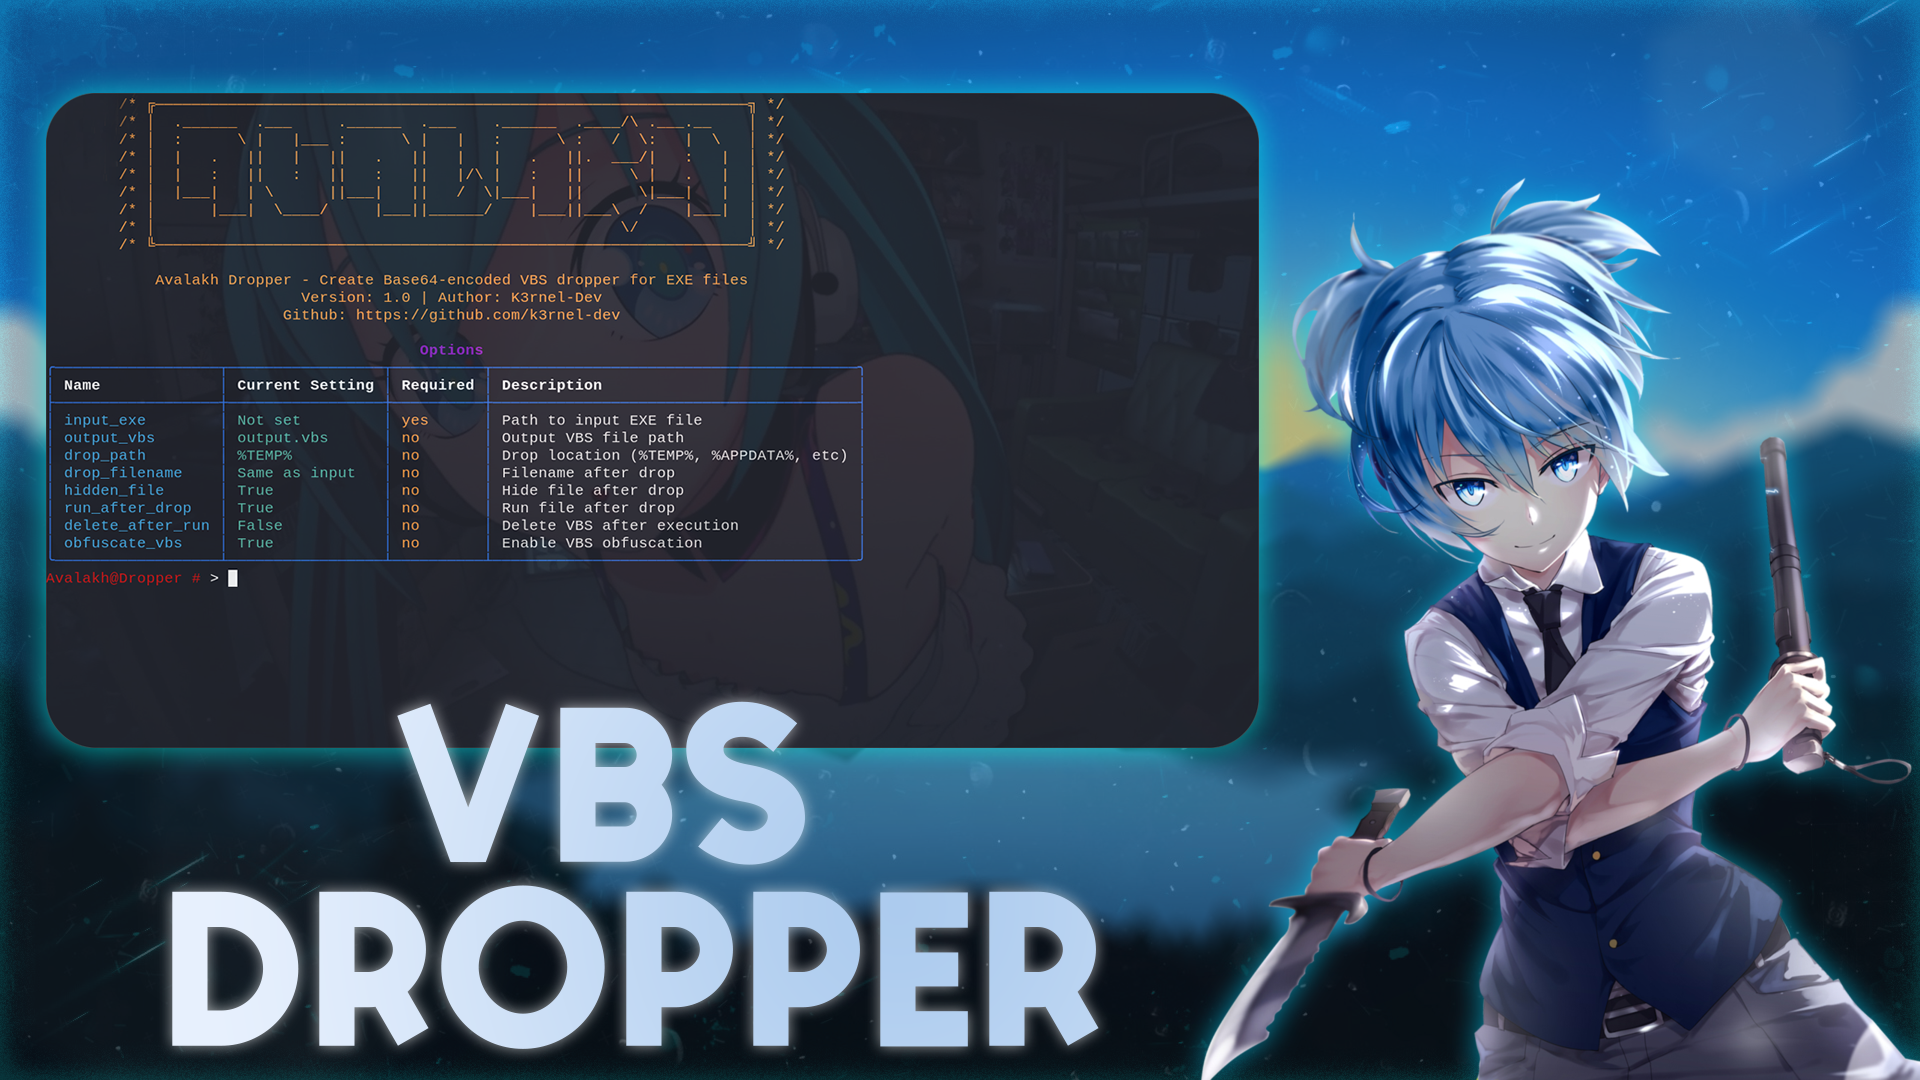 Avalakh Dropper - Create Base64-encoded VBS dropper for EXE files
Version: 1.0 | Author: K3rnel-Dev
Github: https://github.com/k3rnel-dev
Options
Name Current Setting Required Description
input_exe Not set yes Path to input EXE file
output_vbs output.vbs no Output VBS file path
drop_path %TEMP% no Drop location (%TEMP%, %APPDATA%, etc)
drop_filename Same as input no Filename after drop
hidden_file True no Hide file after drop
run_after_drop True no Run file after drop
delete_after_run False no Delete VBS after execution
obfuscate_vbs True no Enable VBS obfuscation
Avalakh@Dropper # >
VBS
DROPPER